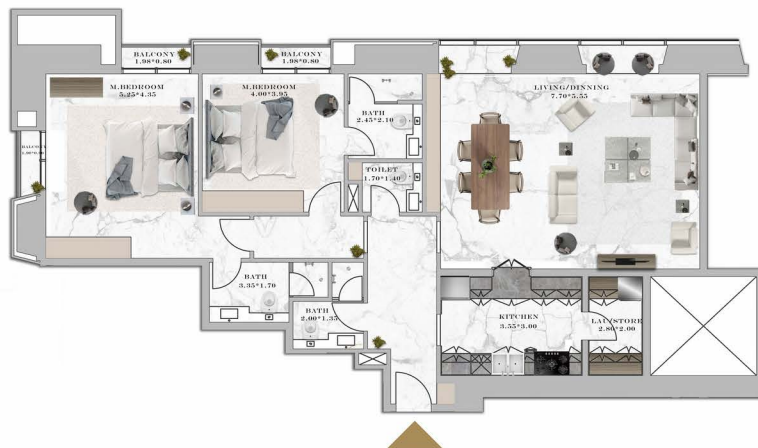 BALCONY
1.98*0.80
BALCONY
1.98*0.80
M.BEDROOM
5.25*4.35
M.BEDROOM
4.00*3.95
LIVING/DINNING
7.70*5.55
BATH
2.45*2.10
BALCONY
TOILET
1.70*1.40
BATH
3.35*1.70
BATH
2.00*1.35
KITCHEN
3.55*3.00
LAU/STORE
2.80*2.00